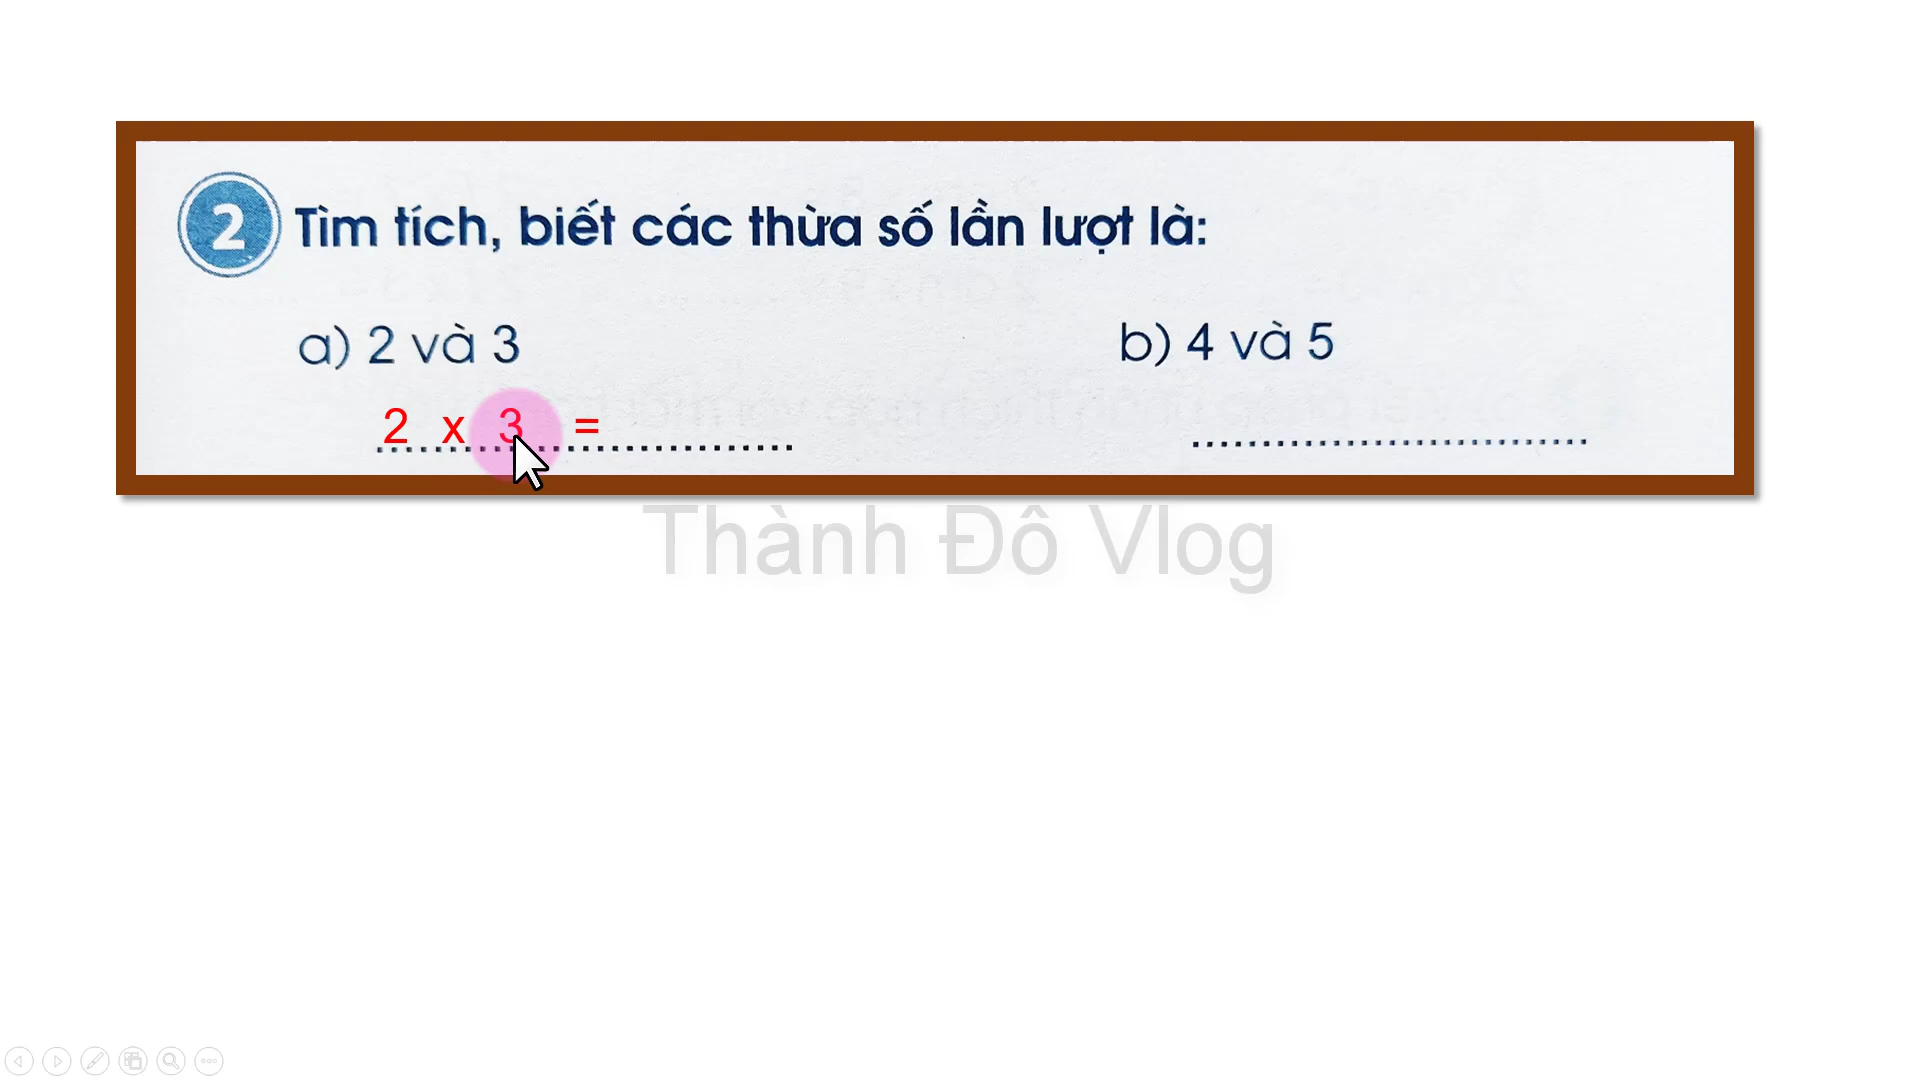 2 Tìm tích, biết các thừa số lần lượt là:
a) 2 và 3 b) 4 và 5
2 x 3 =
Thành Đô Vlog